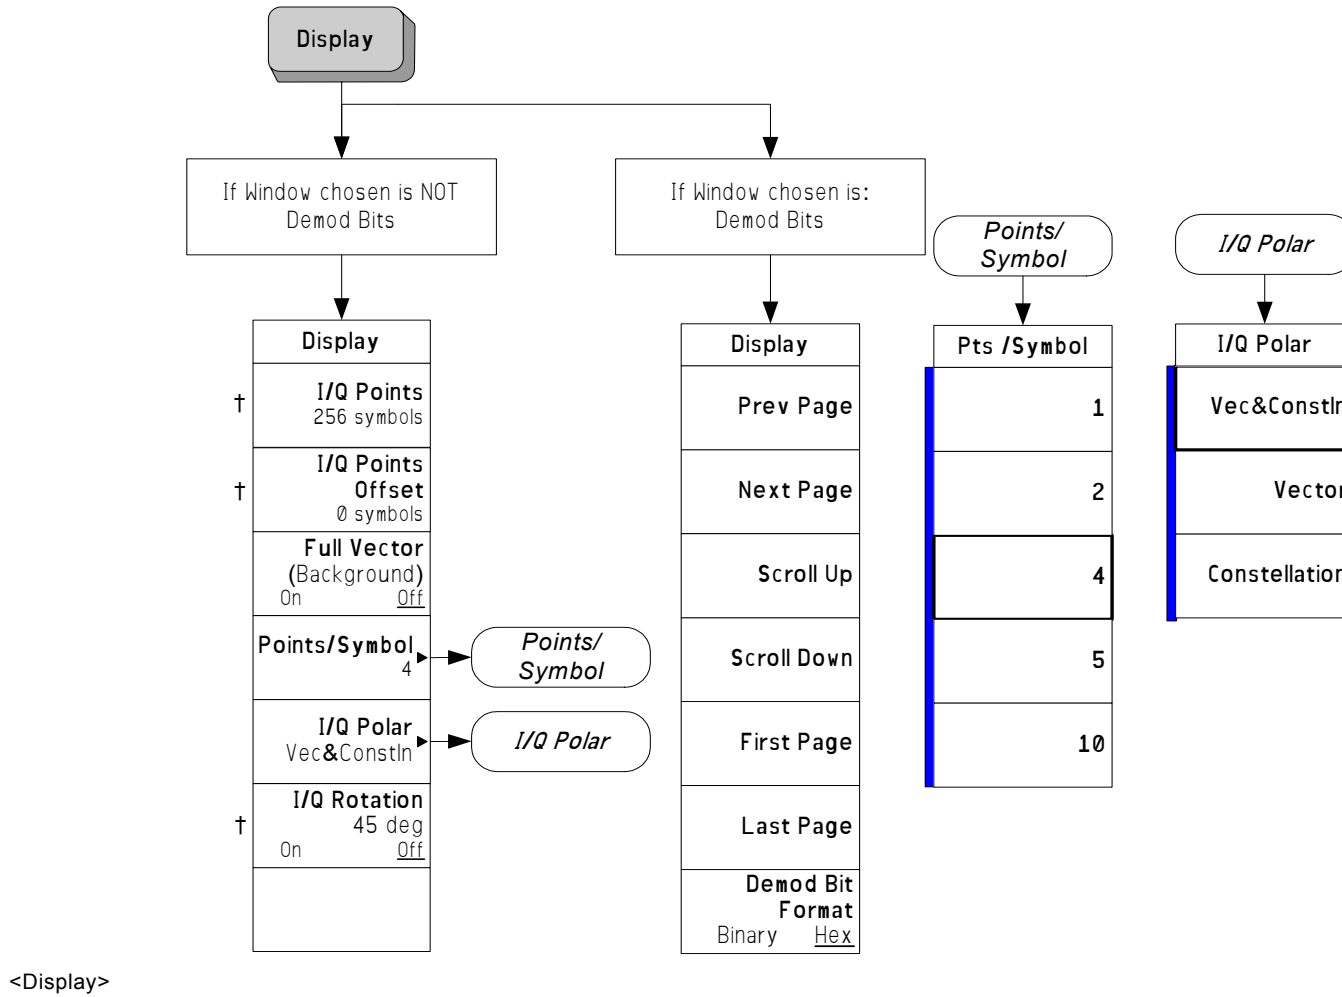 Display
If Window chosen is NOT
Demod Bits
If Window chosen is:
Demod Bits
Display
† I/Q Points
256 symbols
† I/Q Points
Offset
0 symbols
Full Vector
(Background)
On Off
Points/Symbol
4
Points/
Symbol
I/Q Polar
Vec&Constln
I/Q Polar
† I/Q Rotation
45 deg
On Off
Display
Prev Page
Next Page
Scroll Up
Scroll Down
First Page
Last Page
Demod Bit
Format
Binary Hex
Points/
Symbol
Pts /Symbol
1
2
4
5
10
I/Q Polar
I/Q Polar
Vec&Constln
Vector
Constellation
<Display>